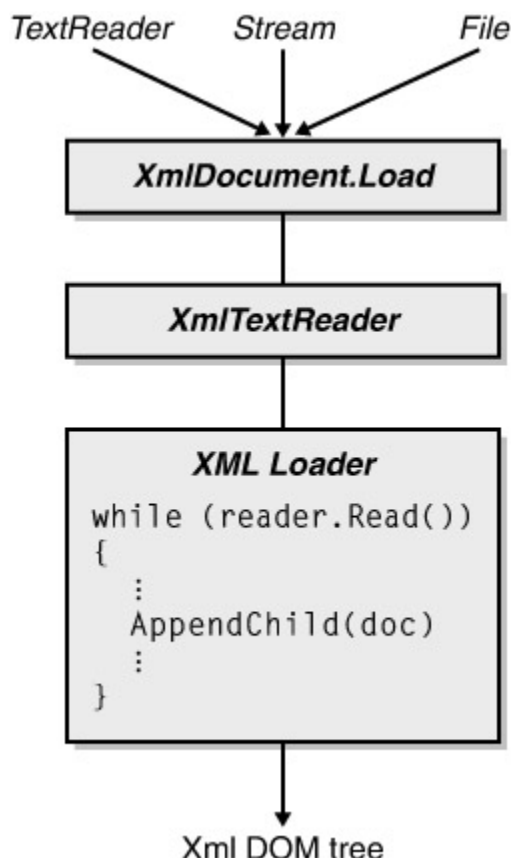 TextReader Stream File
XmlDocument.Load
XmlTextReader
XML Loader
while (reader.Read())
{
⋮
AppendChild(doc)
⋮
}
Xml DOM tree